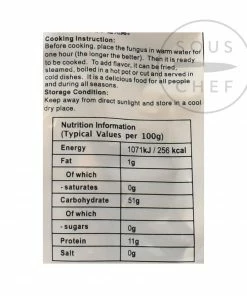 SOUS
CHEF
Cooking Instruction:
Before cooking, place the fungus in warm water for
one hour (the longer the better). Then it is ready
to be cooked. To add flavor, it can be fried,
steamed, boiled in a hot pot or cut and served in
cold dishes. It is a delicious food for all people
and during all seasons.
Storage Condition:
Keep away from direct sunlight and store in a cool
dry place.
Nutrition Information
(Typical Values per 100g)
Energy 1071kJ / 256 kcal
Fat 1g
Of which
- saturates 0g
Carbohydrate 51g
Of which
- sugars 0g
Protein 11g
Salt 0g